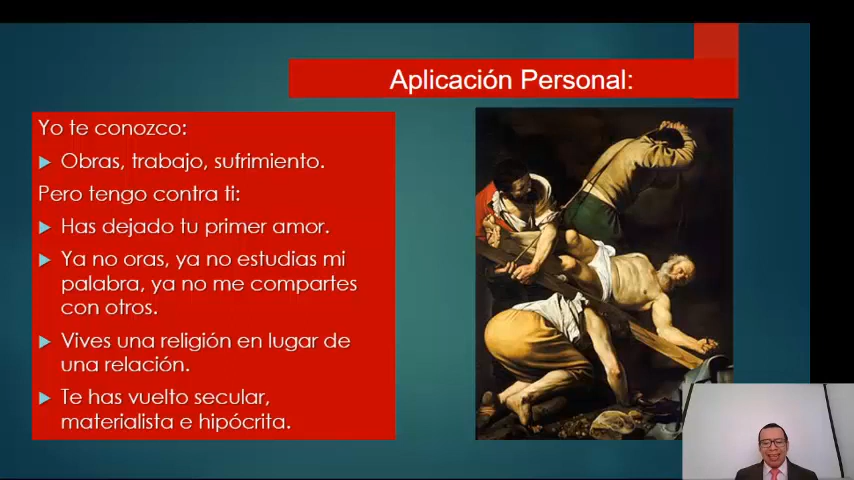 Aplicación Personal:
Yo te conozco:
Obras, trabajo, sufrimiento.
Pero tengo contra ti:
Has dejado tu primer amor.
Ya no oras, ya no estudias mi
palabra, ya no me compartes
con otros.
Vives una religión en lugar de
una relación.
Te has vuelto secular,
materialista e hipócrita.